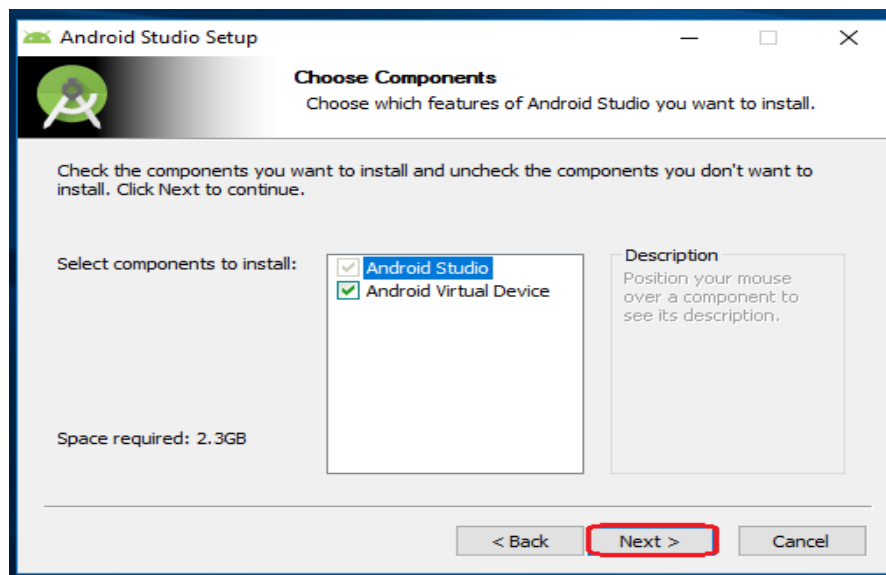 Android Studio Setup
Choose Components
Choose which features of Android Studio you want to install.
Check the components you want to install and uncheck the components you don't want to
install. Click Next to continue.
Select components to install:
Android Studio
Android Virtual Device
Description
Position your mouse
over a component to
see its description.
Space required: 2.3GB
< Back
Next >
Cancel